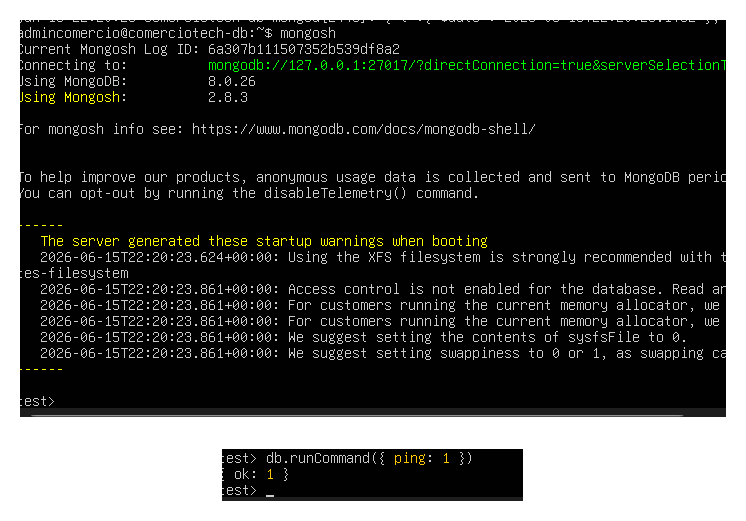 admincomercio@comerciotech-db:~$ mongosh
Current Mongosh Log ID: 6a307b111507352b539df8a2
Connecting to: mongodb://127.0.0.1:27017/?directConnection=true&serverSelectionT
Using MongoDB: 8.0.26
Using Mongosh: 2.8.3
For mongosh info see: https://www.mongodb.com/docs/mongodb-shell/
To help improve our products, anonymous usage data is collected and sent to MongoDB perio
You can opt-out by running the disableTelemetry() command.
------
The server generated these startup warnings when booting
2026-06-15T22:20:23.624+00:00: Using the XFS filesystem is strongly recommended with t
es-filesystem
2026-06-15T22:20:23.861+00:00: Access control is not enabled for the database. Read an
2026-06-15T22:20:23.861+00:00: For customers running the current memory allocator, we
2026-06-15T22:20:23.861+00:00: For customers running the current memory allocator, we
2026-06-15T22:20:23.861+00:00: We suggest setting the contents of sysfsFile to 0.
2026-06-15T22:20:23.861+00:00: We suggest setting swappiness to 0 or 1, as swapping ca
------
test>
test> db.runCommand({ ping: 1 })
{ ok: 1 }
test> _